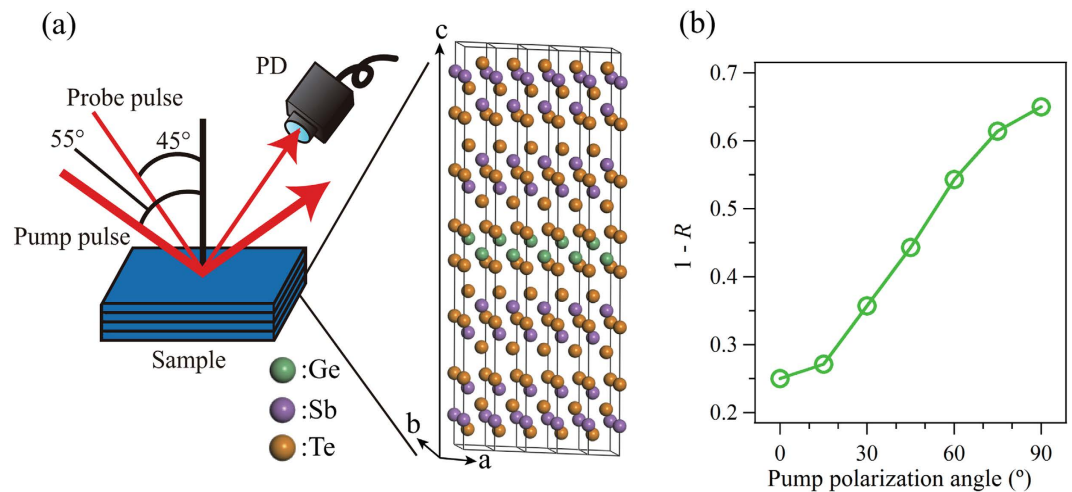 (a)
Probe pulse
55°
45°
PD
Pump pulse
Sample
:Ge
:Sb
:Te
c
b
a
(b)
1 - R
0.7
0.6
0.5
0.4
0.3
0.2
0 30 60 90
Pump polarization angle (º)